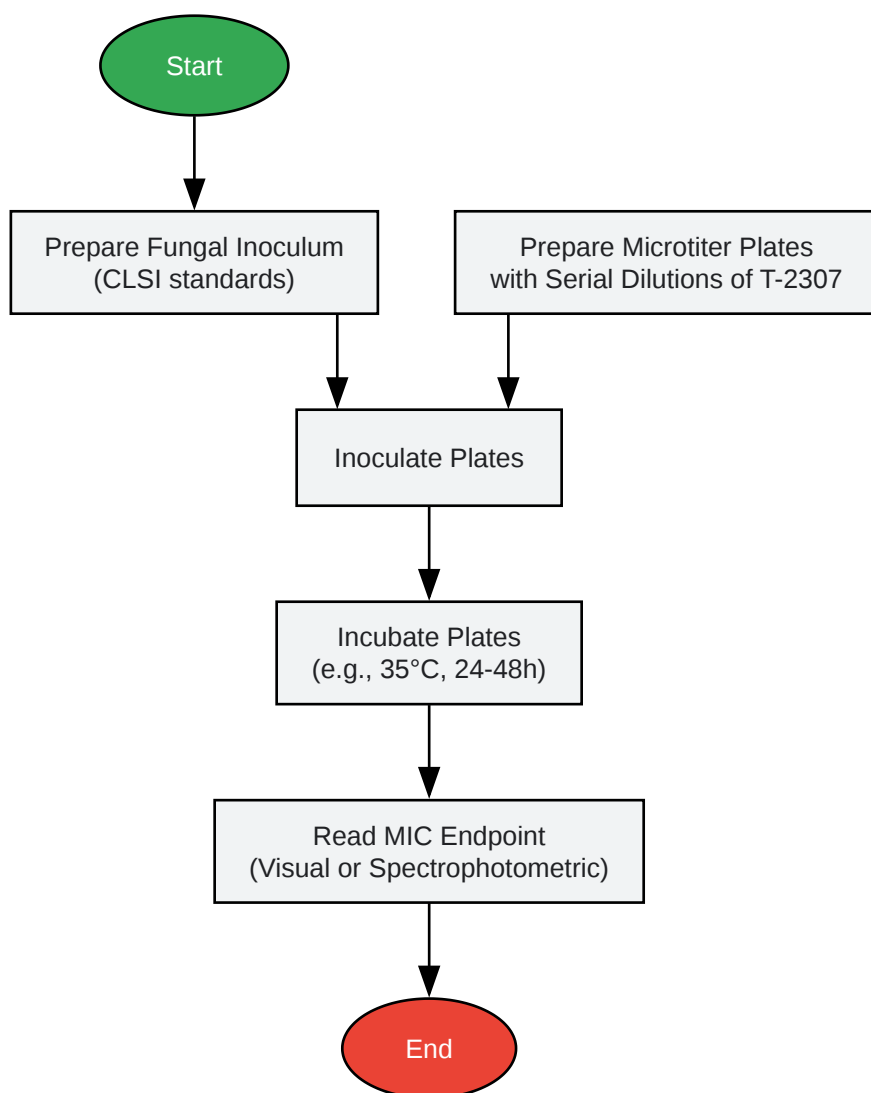 Start
Prepare Fungal Inoculum
(CLSI standards)
Prepare Microtiter Plates
with Serial Dilutions of T-2307
Inoculate Plates
Incubate Plates
(e.g., 35°C, 24-48h)
Read MIC Endpoint
(Visual or Spectrophotometric)
End